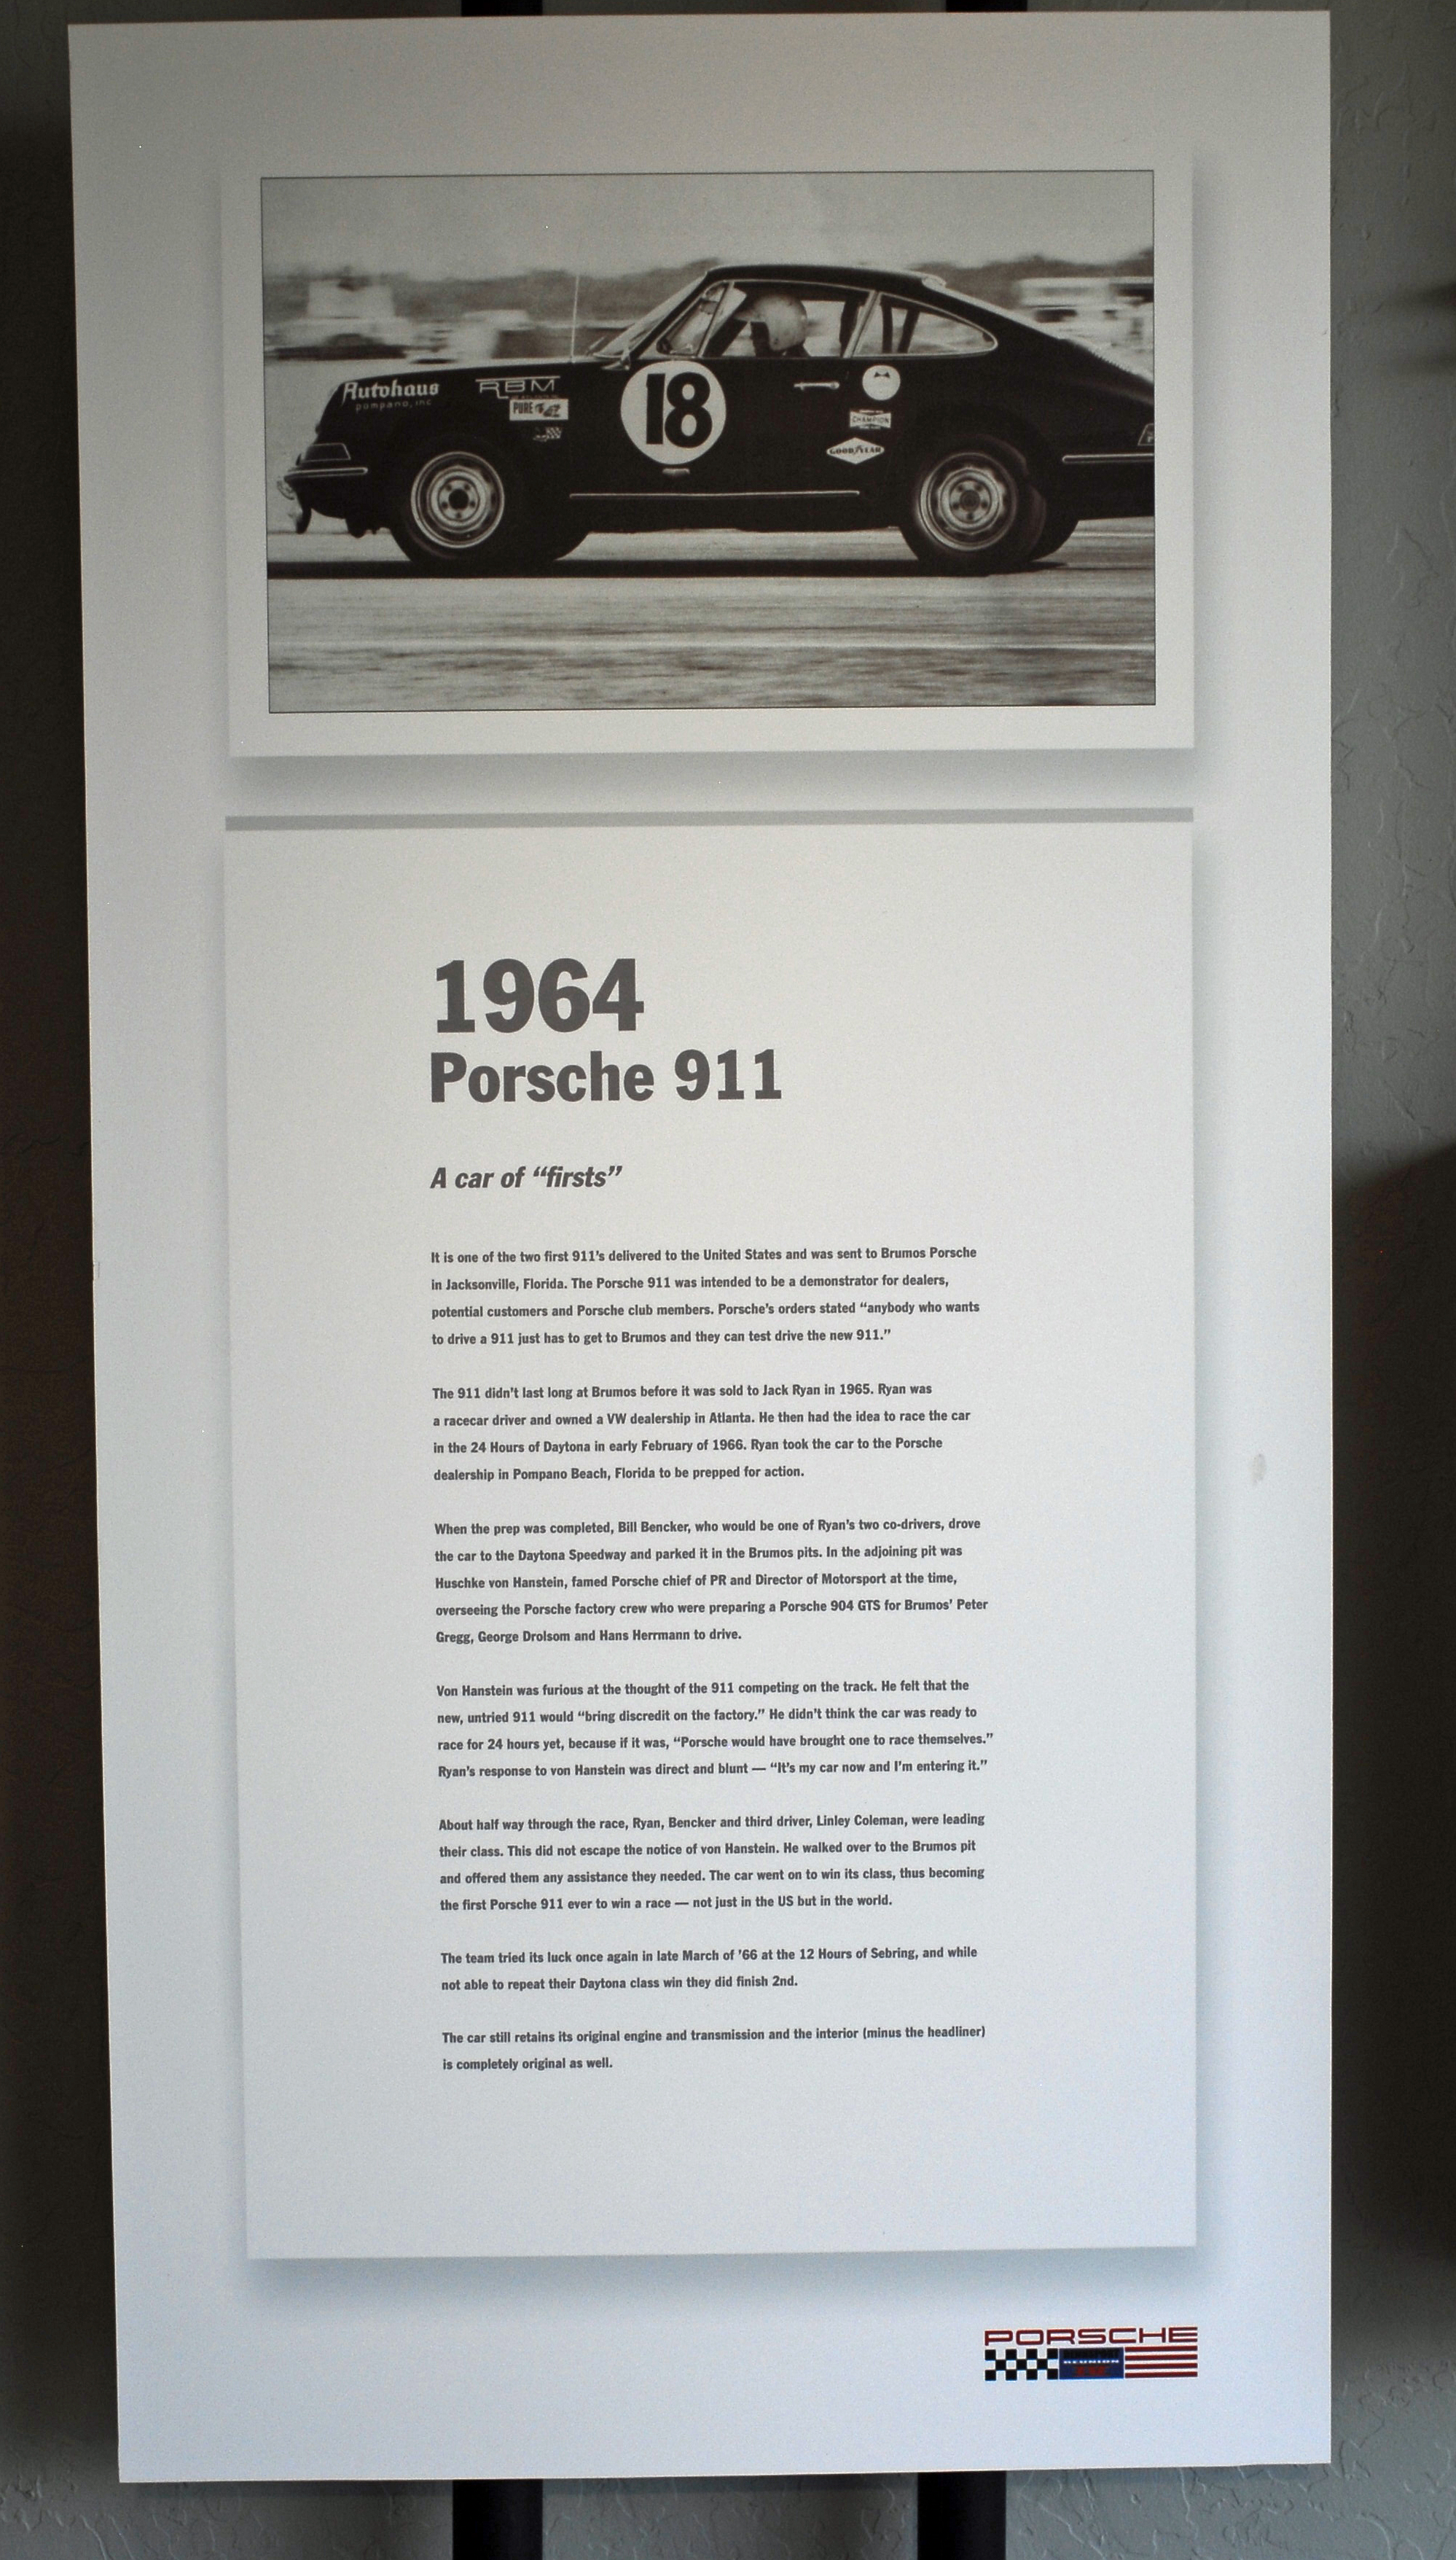 Autohaus
pompano, inc
RBM
PURE
18
CHAMPION
GOODYEAR
1964
Porsche 911
A car of “firsts”
It is one of the two first 911’s delivered to the United States and was sent to Brumos Porsche
in Jacksonville, Florida. The Porsche 911 was intended to be a demonstrator for dealers,
potential customers and Porsche club members. Porsche’s orders stated “anybody who wants
to drive a 911 just has to get to Brumos and they can test drive the new 911.”
The 911 didn’t last long at Brumos before it was sold to Jack Ryan in 1965. Ryan was
a racecar driver and owned a VW dealership in Atlanta. He then had the idea to race the car
in the 24 Hours of Daytona in early February of 1966. Ryan took the car to the Porsche
dealership in Pompano Beach, Florida to be prepped for action.
When the prep was completed, Bill Bencker, who would be one of Ryan’s two co-drivers, drove
the car to the Daytona Speedway and parked it in the Brumos pits. In the adjoining pit was
Huschke von Hanstein, famed Porsche chief of PR and Director of Motorsport at the time,
overseeing the Porsche factory crew who were preparing a Porsche 904 GTS for Brumos’ Peter
Gregg, George Drolsom and Hans Herrmann to drive.
Von Hanstein was furious at the thought of the 911 competing on the track. He felt that the
new, untried 911 would “bring discredit on the factory.” He didn’t think the car was ready to
race for 24 hours yet, because if it was, “Porsche would have brought one to race themselves.”
Ryan’s response to von Hanstein was direct and blunt — “It’s my car now and I’m entering it.”
About half way through the race, Ryan, Bencker and third driver, Linley Coleman, were leading
their class. This did not escape the notice of von Hanstein. He walked over to the Brumos pit
and offered them any assistance they needed. The car went on to win its class, thus becoming
the first Porsche 911 ever to win a race — not just in the US but in the world.
The team tried its luck once again in late March of ’66 at the 12 Hours of Sebring, and while
not able to repeat their Daytona class win they did finish 2nd.
The car still retains its original engine and transmission and the interior (minus the headliner)
is completely original as well.
PORSCHE
REUNION